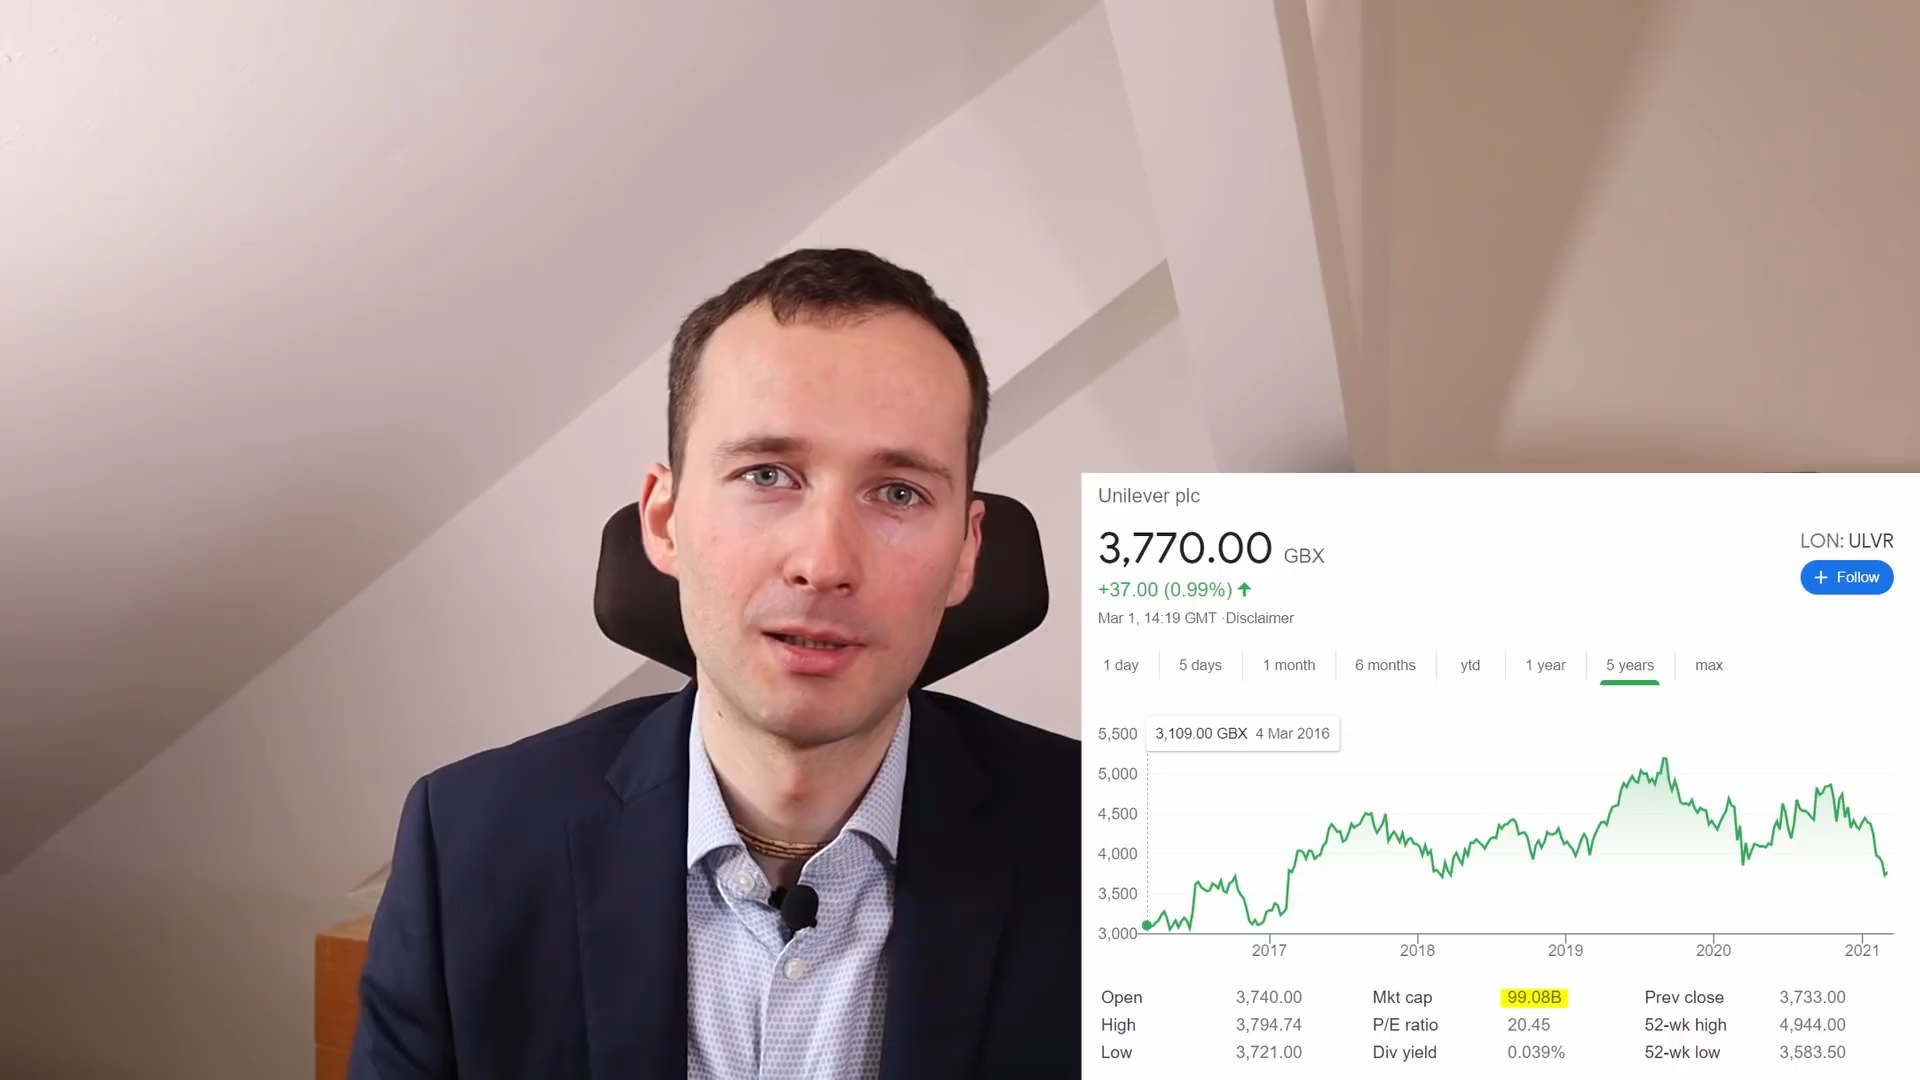 Unilever plc
3,770.00 GBX
LON: ULVR
+37.00 (0.99%)
+ Follow
Mar 1, 14:19 GMT ·Disclaimer
1 day 5 days 1 month 6 months ytd 1 year 5 years max
5,500
3,109.00 GBX 4 Mar 2016
5,000
4,500
4,000
3,500
3,000
2017 2018 2019 2020 2021
Open 3,740.00 Mkt cap 99.08B Prev close 3,733.00
High 3,794.74 P/E ratio 20.45 52-wk high 4,944.00
Low 3,721.00 Div yield 0.039% 52-wk low 3,583.50